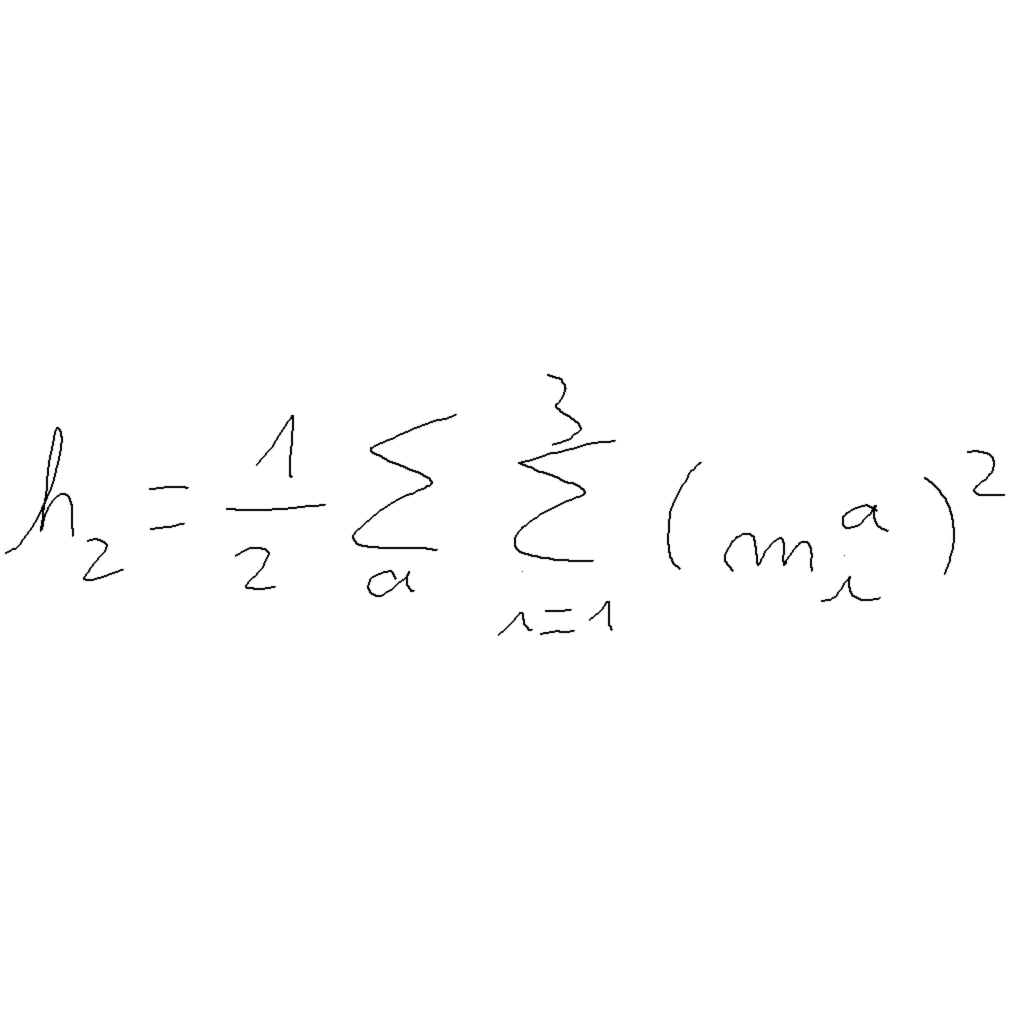 h_2 = \frac{1}{2} \sum_{a} \sum_{i=1}^{3} (m_i^a)^2